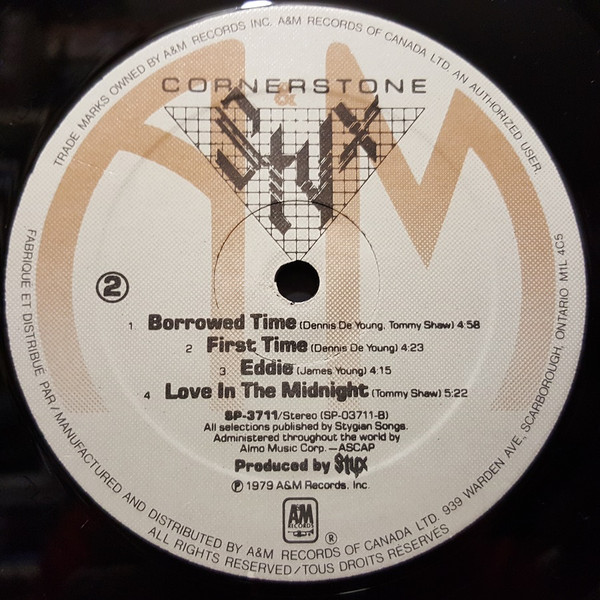 TRADE MARKS OWNED BY A&M RECORDS INC. A&M RECORDS OF CANADA LTD. AN AUTHORIZED USER.
CORNERSTONE
&
Styx
2
1 Borrowed Time (Dennis De Young, Tommy Shaw) 4:58
2 First Time (Dennis De Young) 4:23
3 Eddie (James Young) 4:15
4 Love In The Midnight (Tommy Shaw) 5:22
SP-3711/Stereo (SP-03711-B)
All selections published by Stygian Songs.
Administered throughout the world by
Almo Music Corp. —ASCAP
Produced by Styx
℗ 1979 A&M Records, Inc.
A&M
RECORDS
®
FABRIQUÉ ET DISTRIBUÉ PAR / MANUFACTURED AND DISTRIBUTED BY A&M RECORDS OF CANADA LTD. 939 WARDEN AVE., SCARBOROUGH, ONTARIO M1L 4C5
ALL RIGHTS RESERVED / TOUS DROITS RÉSERVÉS